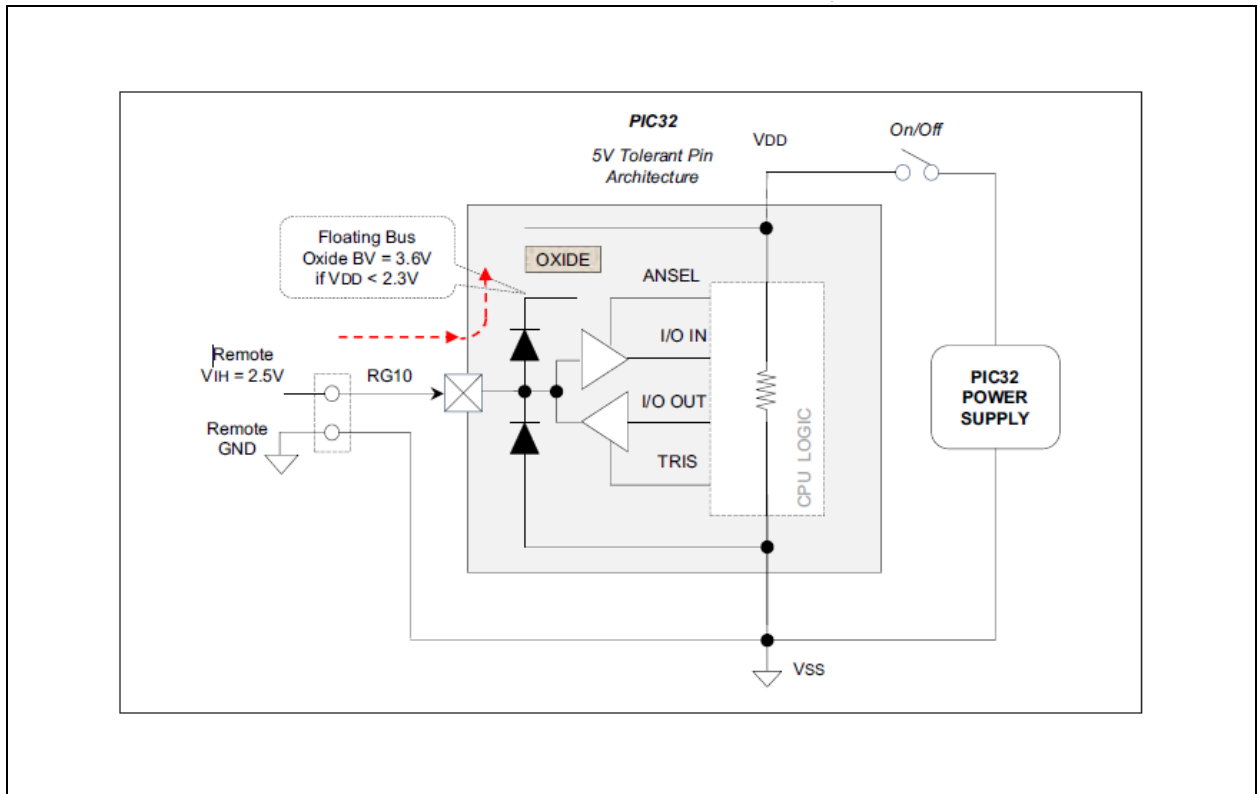 PIC32
5V Tolerant Pin
Architecture
VDD
On/Off
Floating Bus
Oxide BV = 3.6V
if VDD < 2.3V
OXIDE
ANSEL
I/O IN
I/O OUT
TRIS
CPU LOGIC
Remote
VIH = 2.5V
RG10
Remote
GND
PIC32
POWER
SUPPLY
VSS